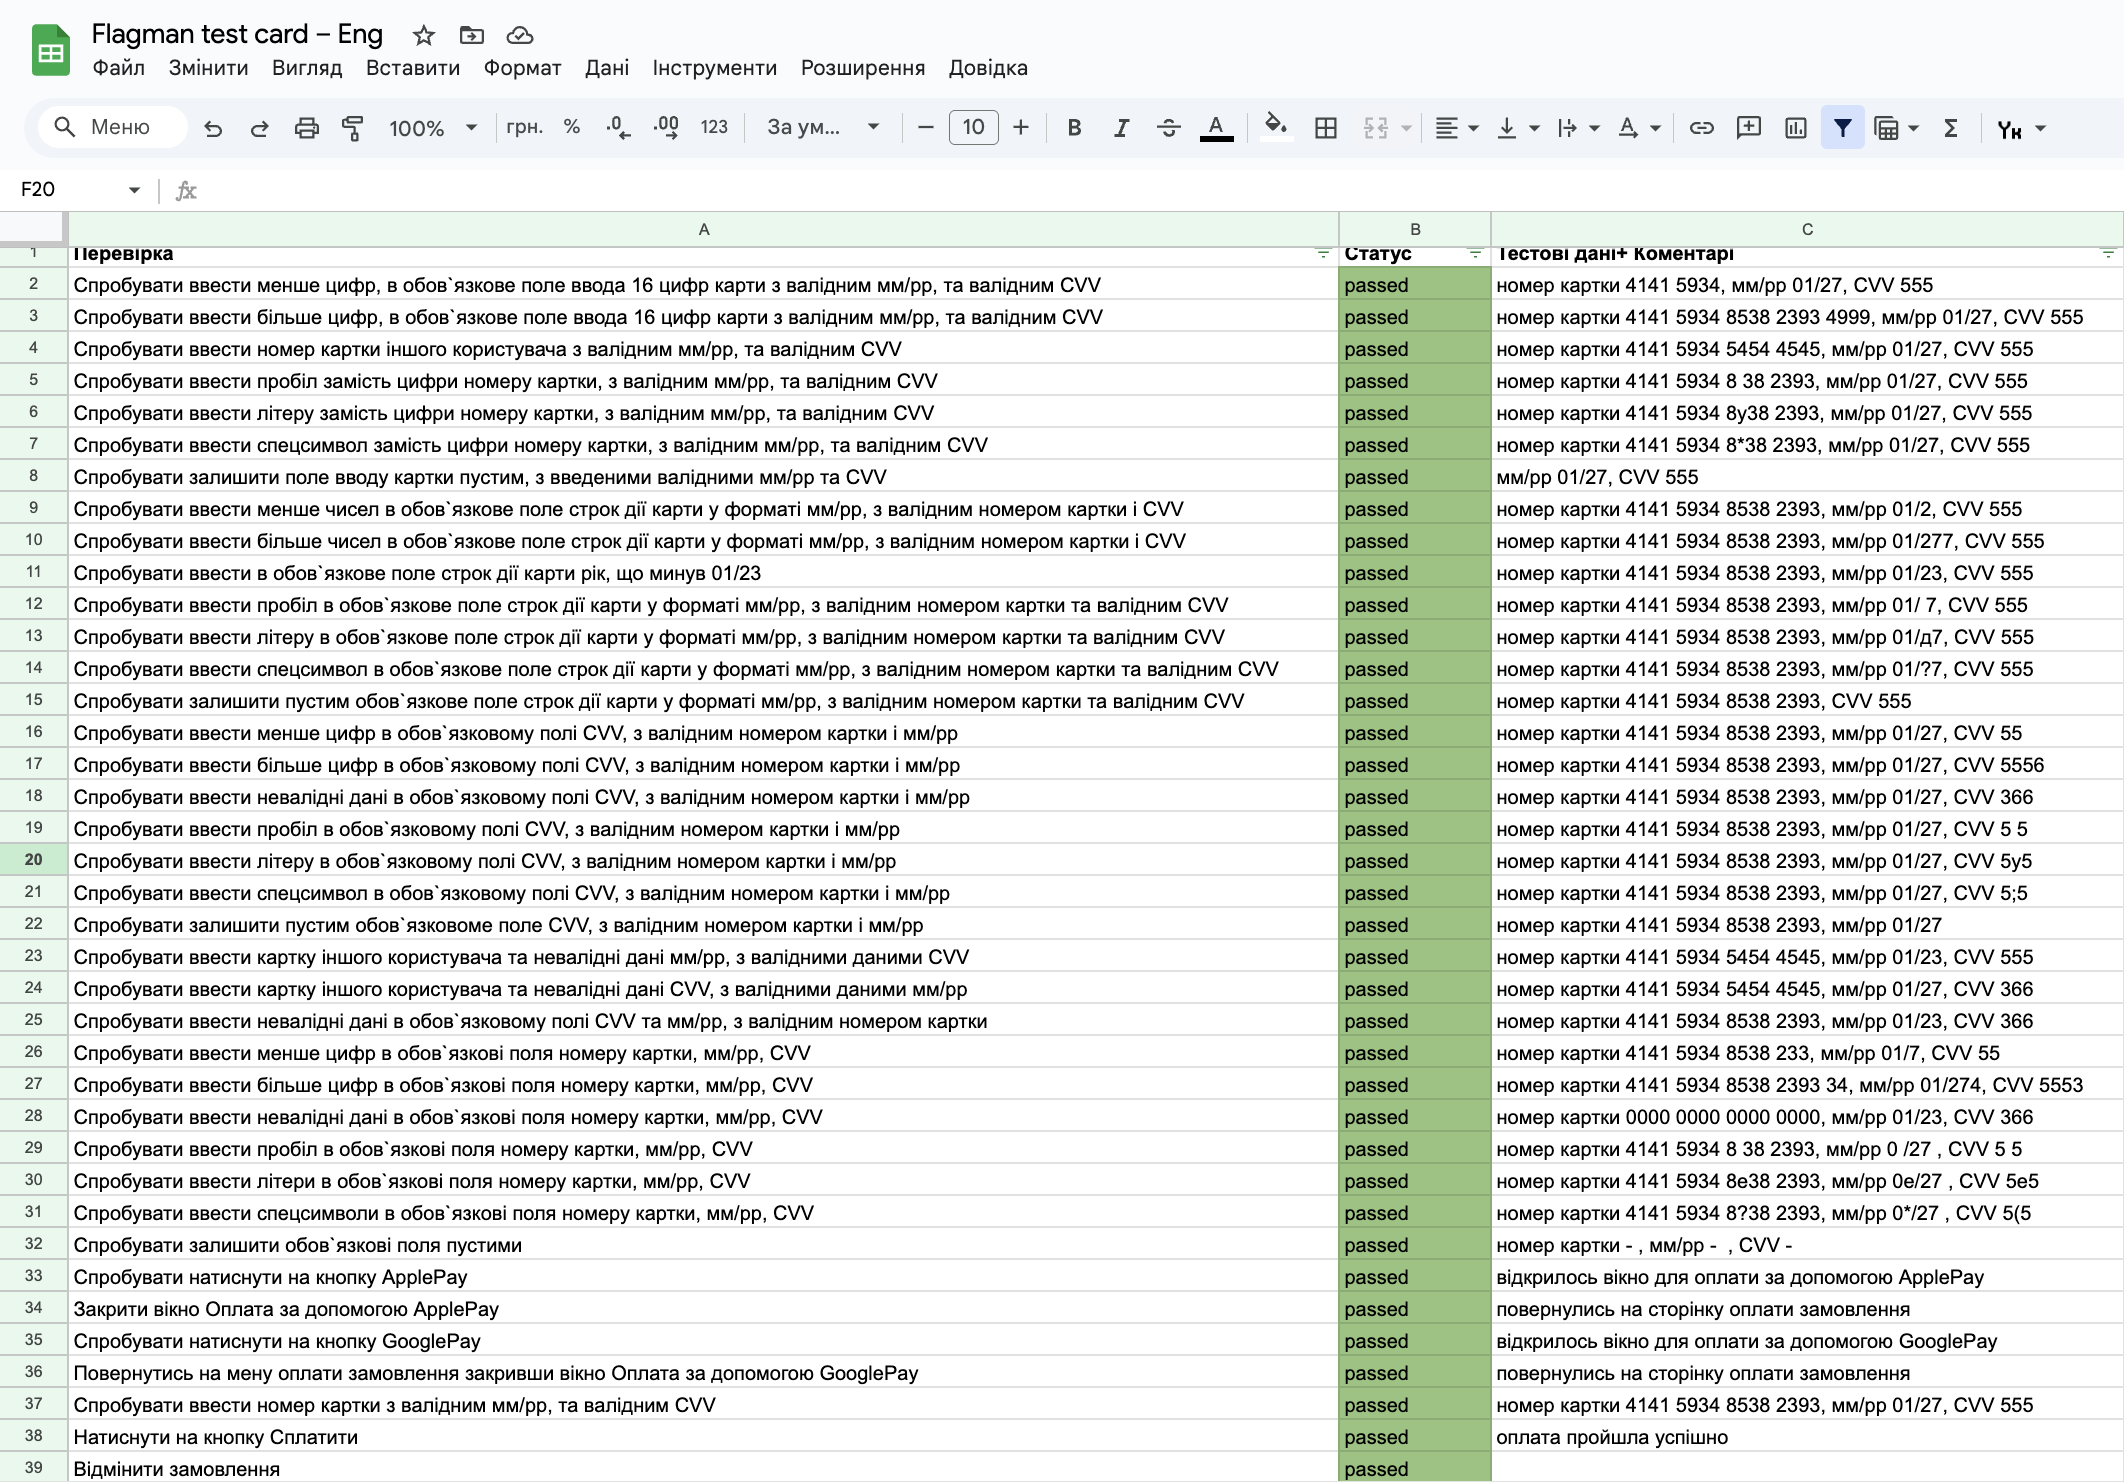 Flagman test card – Eng
Файл Змінити Вигляд Вставити Формат Дані Інструменти Розширення Довідка
Меню 100% грн. % .0 .00 123 За ум... 10 B I A Σ Ук
F20 fx
A B C
1 Перевірка Статус Тестові дані+ Коментарі
2 Спробувати ввести менше цифр, в обов`язкове поле ввода 16 цифр карти з валідним мм/рр, та валідним CVV passed номер картки 4141 5934, мм/рр 01/27, CVV 555
3 Спробувати ввести більше цифр, в обов`язкове поле ввода 16 цифр карти з валідним мм/рр, та валідним CVV passed номер картки 4141 5934 8538 2393 4999, мм/рр 01/27, CVV 555
4 Спробувати ввести номер картки іншого користувача з валідним мм/рр, та валідним CVV passed номер картки 4141 5934 5454 4545, мм/рр 01/27, CVV 555
5 Спробувати ввести пробіл замість цифри номеру картки, з валідним мм/рр, та валідним CVV passed номер картки 4141 5934 8 38 2393, мм/рр 01/27, CVV 555
6 Спробувати ввести літеру замість цифри номеру картки, з валідним мм/рр, та валідним CVV passed номер картки 4141 5934 8у38 2393, мм/рр 01/27, CVV 555
7 Спробувати ввести спецсимвол замість цифри номеру картки, з валідним мм/рр, та валідним CVV passed номер картки 4141 5934 8*38 2393, мм/рр 01/27, CVV 555
8 Спробувати залишити поле вводу картки пустим, з введеними валідними мм/рр та CVV passed мм/рр 01/27, CVV 555
9 Спробувати ввести менше чисел в обов`язкове поле строк дії карти у форматі мм/рр, з валідним номером картки і CVV passed номер картки 4141 5934 8538 2393, мм/рр 01/2, CVV 555
10 Спробувати ввести більше чисел в обов`язкове поле строк дії карти у форматі мм/рр, з валідним номером картки і CVV passed номер картки 4141 5934 8538 2393, мм/рр 01/277, CVV 555
11 Спробувати ввести в обов`язкове поле строк дії карти рік, що минув 01/23 passed номер картки 4141 5934 8538 2393, мм/рр 01/23, CVV 555
12 Спробувати ввести пробіл в обов`язкове поле строк дії карти у форматі мм/рр, з валідним номером картки та валідним CVV passed номер картки 4141 5934 8538 2393, мм/рр 01/ 7, CVV 555
13 Спробувати ввести літеру в обов`язкове поле строк дії карти у форматі мм/рр, з валідним номером картки та валідним CVV passed номер картки 4141 5934 8538 2393, мм/рр 01/д7, CVV 555
14 Спробувати ввести спецсимвол в обов`язкове поле строк дії карти у форматі мм/рр, з валідним номером картки та валідним CVV passed номер картки 4141 5934 8538 2393, мм/рр 01/?7, CVV 555
15 Спробувати залишити пустим обов`язкове поле строк дії карти у форматі мм/рр, з валідним номером картки та валідним CVV passed номер картки 4141 5934 8538 2393, CVV 555
16 Спробувати ввести менше цифр в обов`язковому полі CVV, з валідним номером картки і мм/рр passed номер картки 4141 5934 8538 2393, мм/рр 01/27, CVV 55
17 Спробувати ввести більше цифр в обов`язковому полі CVV, з валідним номером картки і мм/рр passed номер картки 4141 5934 8538 2393, мм/рр 01/27, CVV 5556
18 Спробувати ввести невалідні дані в обов`язковому полі CVV, з валідним номером картки і мм/рр passed номер картки 4141 5934 8538 2393, мм/рр 01/27, CVV 366
19 Спробувати ввести пробіл в обов`язковому полі CVV, з валідним номером картки і мм/рр passed номер картки 4141 5934 8538 2393, мм/рр 01/27, CVV 5 5
20 Спробувати ввести літеру в обов`язковому полі CVV, з валідним номером картки і мм/рр passed номер картки 4141 5934 8538 2393, мм/рр 01/27, CVV 5у5
21 Спробувати ввести спецсимвол в обов`язковому полі CVV, з валідним номером картки і мм/рр passed номер картки 4141 5934 8538 2393, мм/рр 01/27, CVV 5;5
22 Спробувати залишити пустим обов`язковоме поле CVV, з валідним номером картки і мм/рр passed номер картки 4141 5934 8538 2393, мм/рр 01/27
23 Спробувати ввести картку іншого користувача та невалідні дані мм/рр, з валідними даними CVV passed номер картки 4141 5934 5454 4545, мм/рр 01/23, CVV 555
24 Спробувати ввести картку іншого користувача та невалідні дані CVV, з валідними даними мм/рр passed номер картки 4141 5934 5454 4545, мм/рр 01/27, CVV 366
25 Спробувати ввести невалідні дані в обов`язковому полі CVV та мм/рр, з валідним номером картки passed номер картки 4141 5934 8538 2393, мм/рр 01/23, CVV 366
26 Спробувати ввести менше цифр в обов`язкові поля номеру картки, мм/рр, CVV passed номер картки 4141 5934 8538 233, мм/рр 01/7, CVV 55
27 Спробувати ввести більше цифр в обов`язкові поля номеру картки, мм/рр, CVV passed номер картки 4141 5934 8538 2393 34, мм/рр 01/274, CVV 5553
28 Спробувати ввести невалідні дані в обов`язкові поля номеру картки, мм/рр, CVV passed номер картки 0000 0000 0000 0000, мм/рр 01/23, CVV 366
29 Спробувати ввести пробіл в обов`язкові поля номеру картки, мм/рр, CVV passed номер картки 4141 5934 8 38 2393, мм/рр 0 /27 , CVV 5 5
30 Спробувати ввести літери в обов`язкові поля номеру картки, мм/рр, CVV passed номер картки 4141 5934 8е38 2393, мм/рр 0е/27 , CVV 5е5
31 Спробувати ввести спецсимволи в обов`язкові поля номеру картки, мм/рр, CVV passed номер картки 4141 5934 8?38 2393, мм/рр 0*/27 , CVV 5(5
32 Спробувати залишити обов`язкові поля пустими passed номер картки - , мм/рр - , CVV -
33 Спробувати натиснути на кнопку ApplePay passed відкрилось вікно для оплати за допомогою ApplePay
34 Закрити вікно Оплата за допомогою ApplePay passed повернулись на сторінку оплати замовлення
35 Спробувати натиснути на кнопку GooglePay passed відкрилось вікно для оплати за допомогою GooglePay
36 Повернутись на мену оплати замовлення закривши вікно Оплата за допомогою GooglePay passed повернулись на сторінку оплати замовлення
37 Спробувати ввести номер картки з валідним мм/рр, та валідним CVV passed номер картки 4141 5934 8538 2393, мм/рр 01/27, CVV 555
38 Натиснути на кнопку Сплатити passed оплата пройшла успішно
39 Відмінити замовлення passed